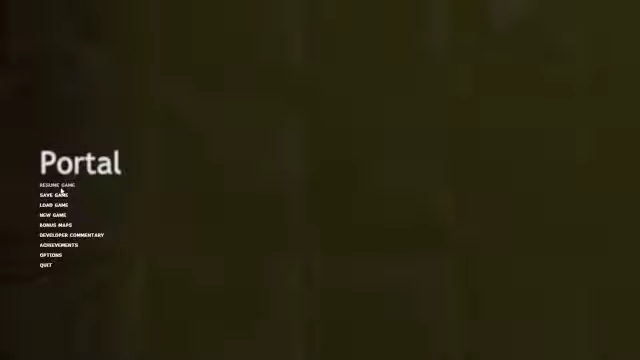 Portal
RESUME GAME
SAVE GAME
LOAD GAME
NEW GAME
BONUS MAPS
DEVELOPER COMMENTARY
ACHIEVEMENTS
OPTIONS
QUIT